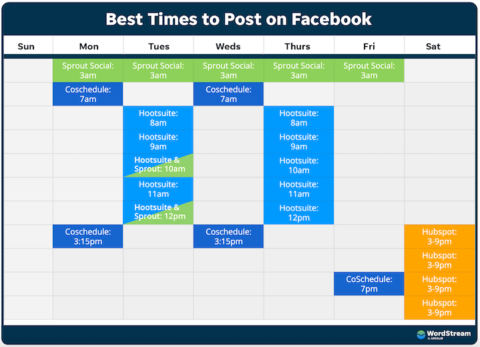 Best Times to Post on Facebook
Sun Mon Tues Weds Thurs Fri Sat
Sprout Social: Sprout Social: Sprout Social: Sprout Social: Sprout Social:
3am 3am 3am 3am 3am
Coschedule: Coschedule:
7am 7am
Hootsuite: Hootsuite:
8am 8am
Hootsuite: Hootsuite:
9am 9am
Hootsuite & Hootsuite:
Sprout: 10am 10am
Hootsuite: Hootsuite:
11am 11am
Hootsuite & Hootsuite:
Sprout: 12pm 12pm
Coschedule: Coschedule: Hubspot:
3:15pm 3:15pm 3-9pm
Hubspot:
3-9pm
CoSchedule: Hubspot:
7pm 3-9pm
Hubspot:
3-9pm
WordStream